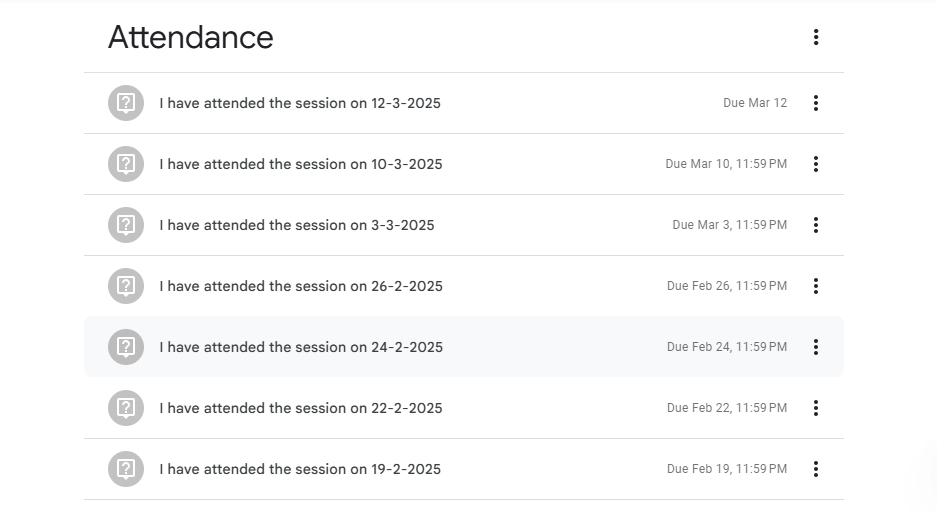 Attendance
I have attended the session on 12-3-2025 Due Mar 12
I have attended the session on 10-3-2025 Due Mar 10, 11:59 PM
I have attended the session on 3-3-2025 Due Mar 3, 11:59 PM
I have attended the session on 26-2-2025 Due Feb 26, 11:59 PM
I have attended the session on 24-2-2025 Due Feb 24, 11:59 PM
I have attended the session on 22-2-2025 Due Feb 22, 11:59 PM
I have attended the session on 19-2-2025 Due Feb 19, 11:59 PM